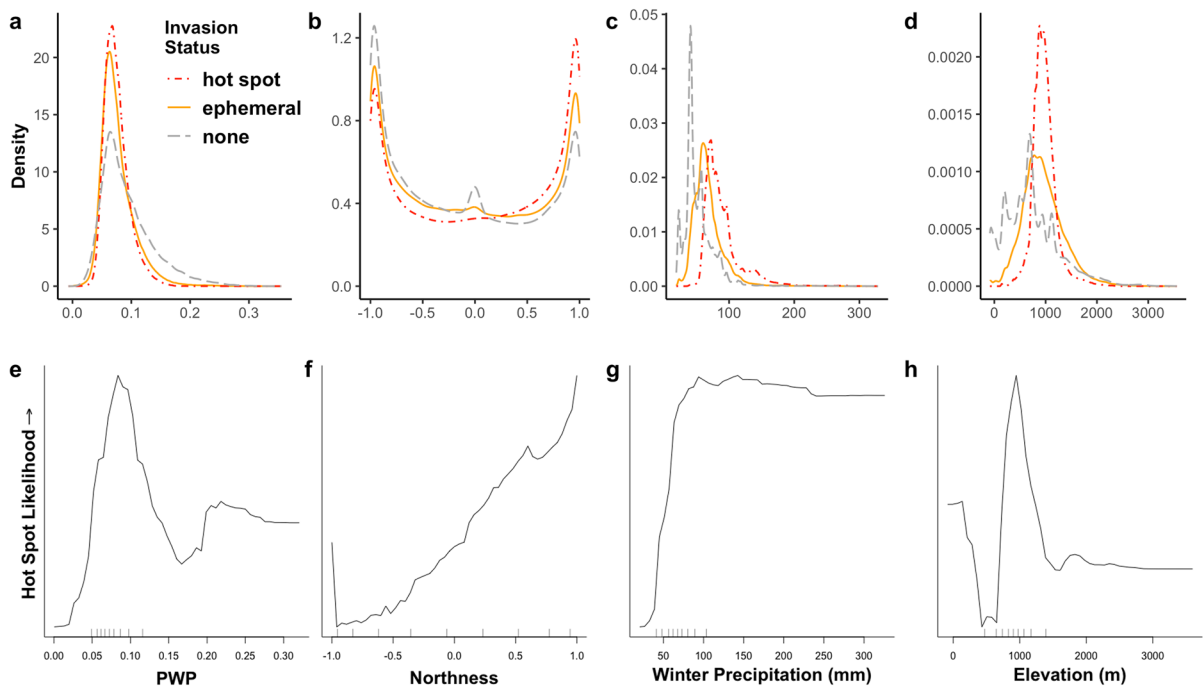 a
Invasion
Status
hot spot
ephemeral
none
Density
20
15
10
5
0
0.0 0.1 0.2 0.3
b
1.2
0.8
0.4
0.0
-1.0 -0.5 0.0 0.5 1.0
c
0.05
0.04
0.03
0.02
0.01
0.00
100 200 300
d
0.0020
0.0015
0.0010
0.0005
0.0000
0 1000 2000 3000
e
Hot Spot Likelihood →
0.00 0.05 0.10 0.15 0.20 0.25 0.30
PWP
f
-1.0 -0.5 0.0 0.5 1.0
Northness
g
50 100 150 200 250 300
Winter Precipitation (mm)
h
0 1000 2000 3000
Elevation (m)